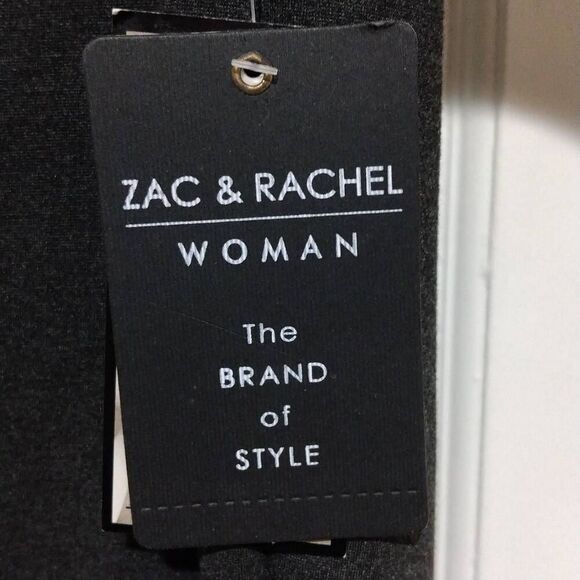 ZAC & RACHEL
WOMAN
The
BRAND
of
STYLE